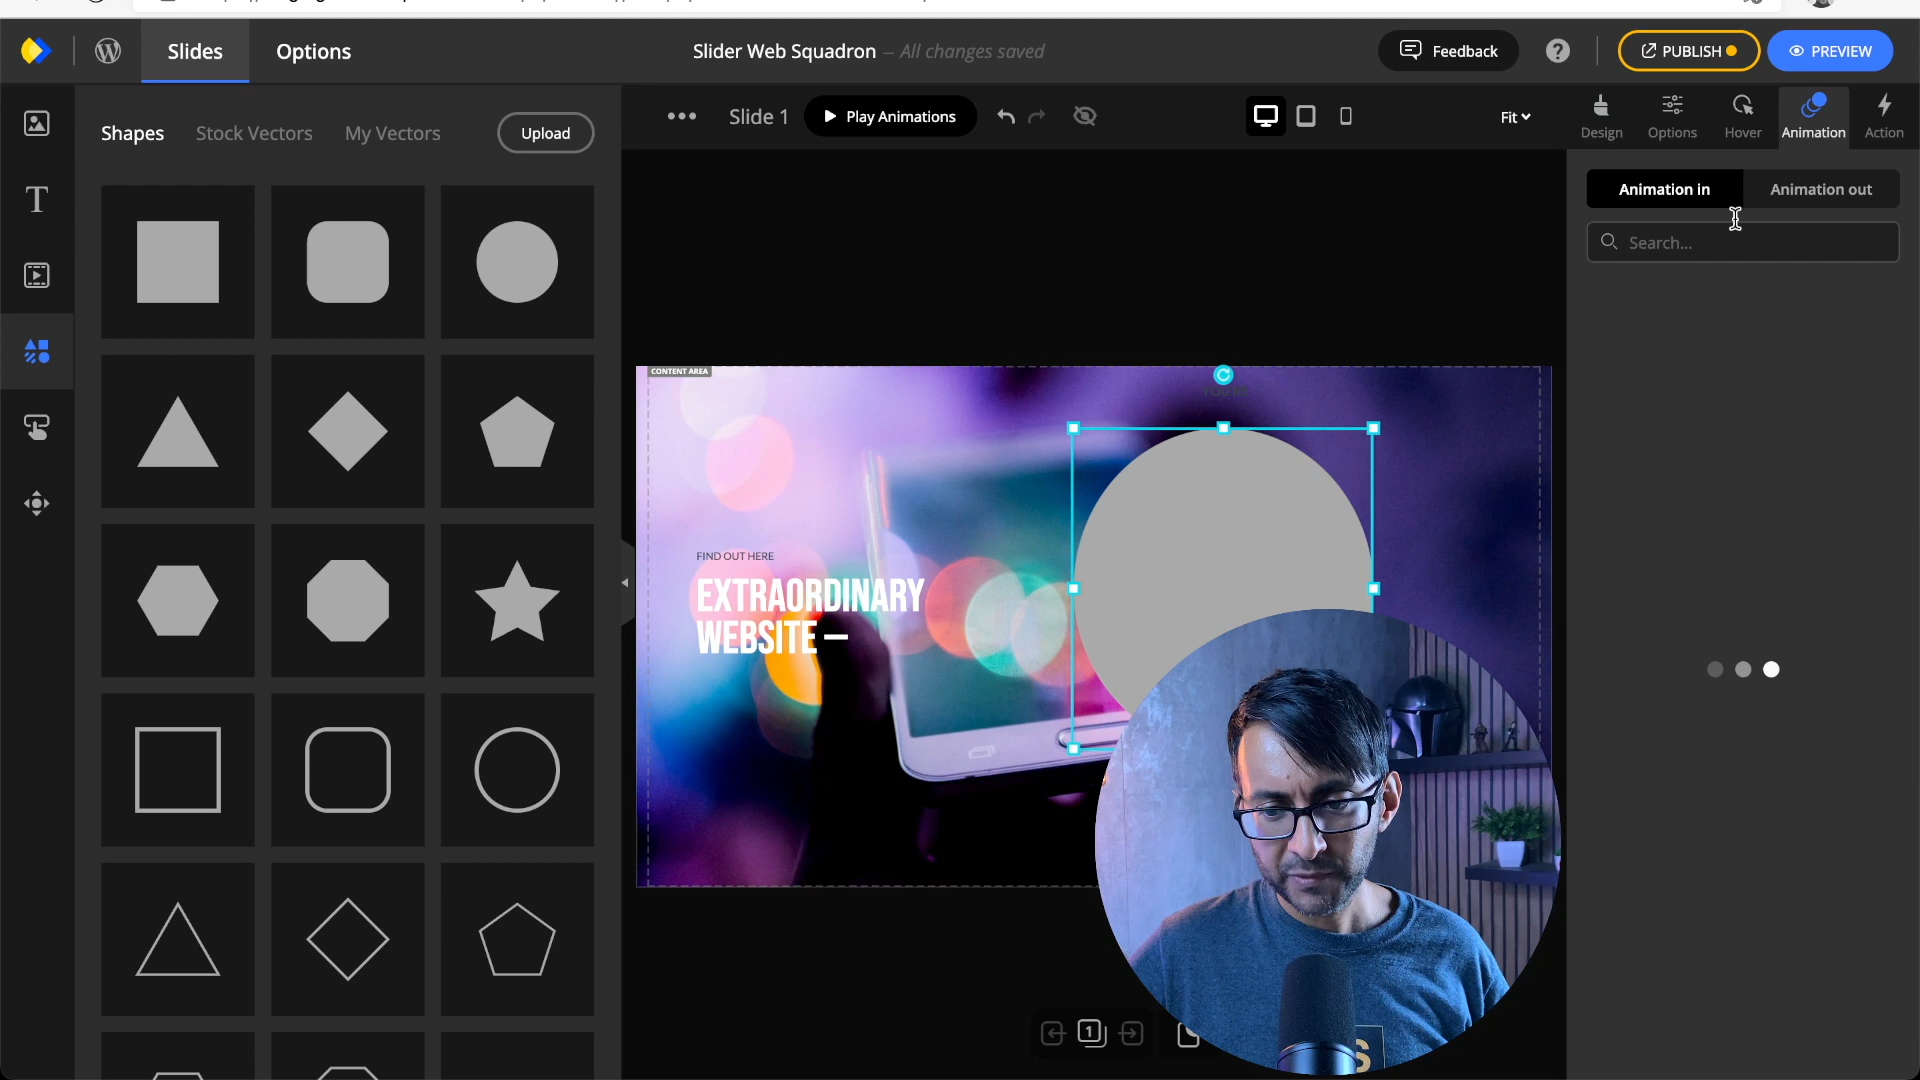 Slides
Options
Slider Web Squadron – All changes saved
Feedback
?
PUBLISH
PREVIEW
Shapes
Stock Vectors
My Vectors
Upload
Slide 1
Play Animations
Fit
Design
Options
Hover
Animation
Action
Animation in
Animation out
Search...
CONTENT AREA
FIND OUT HERE
EXTRAORDINARY
WEBSITE —
1